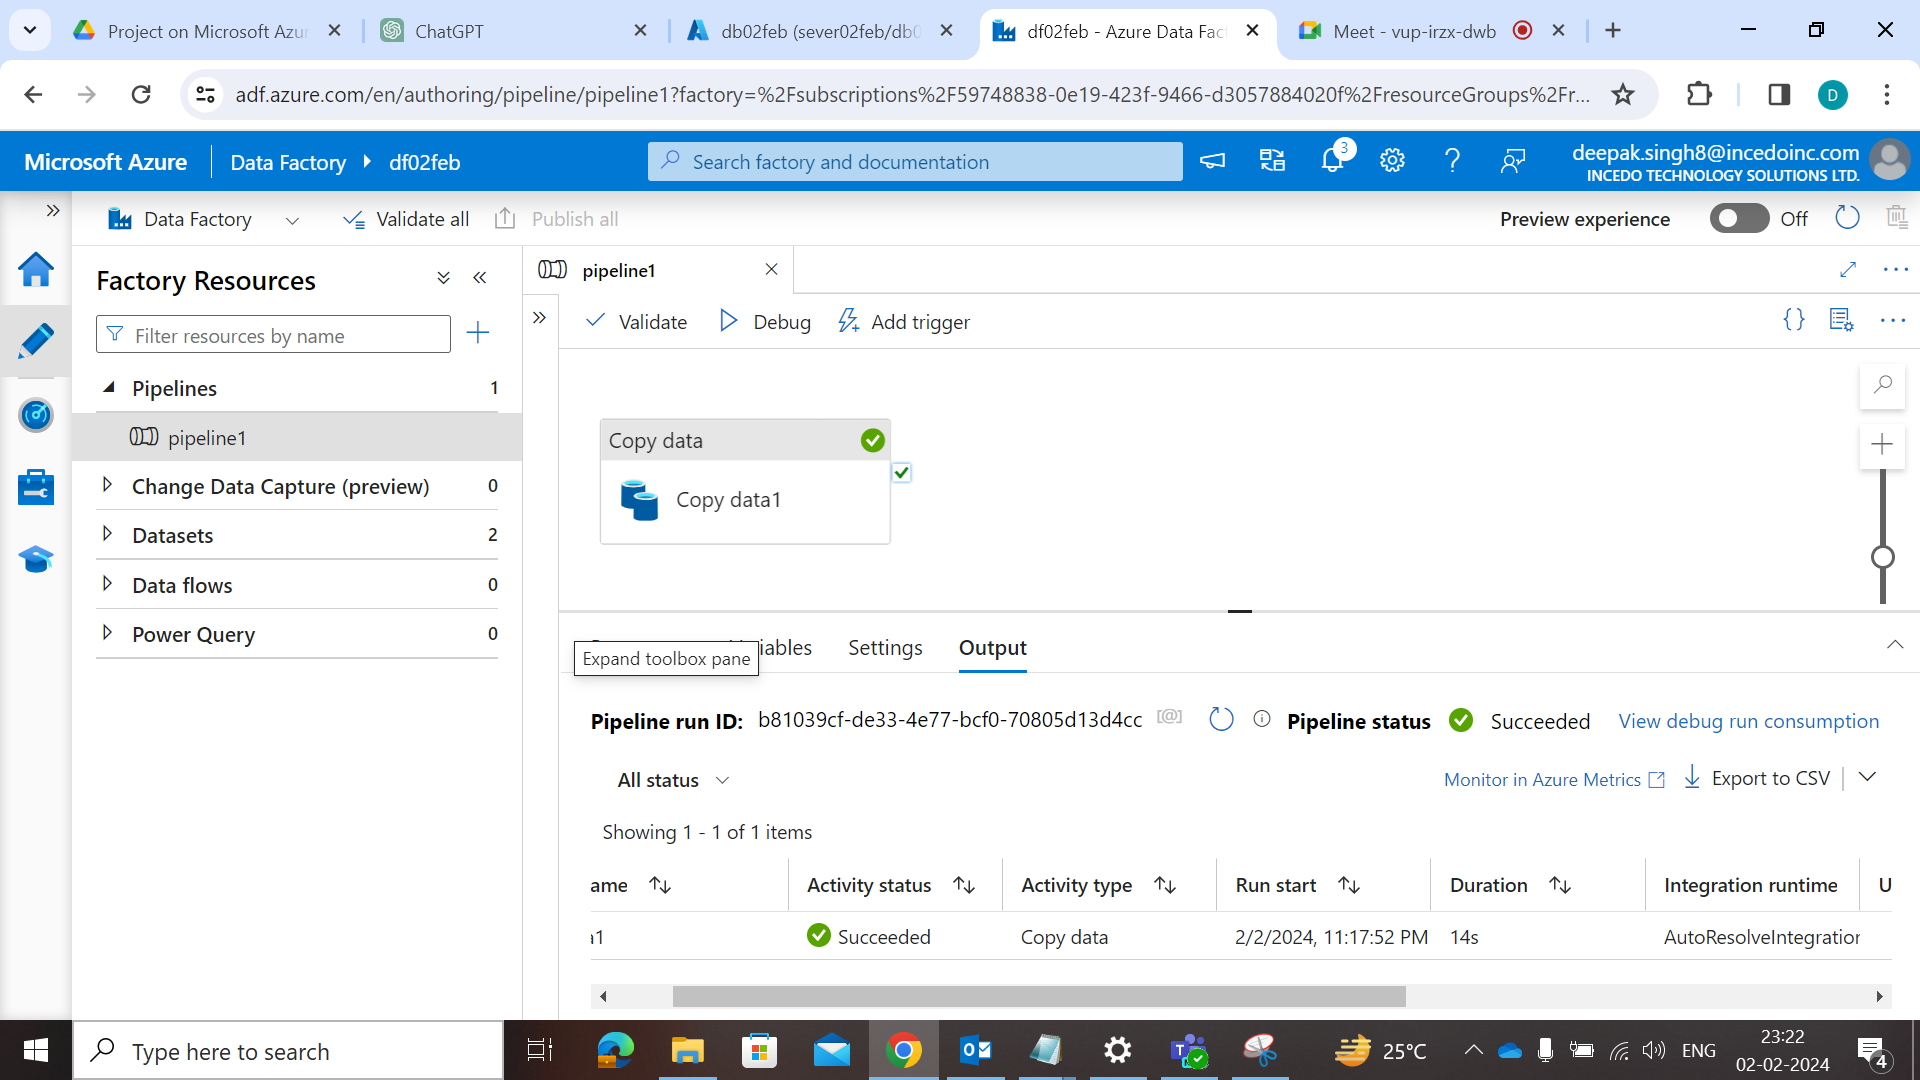 Project on Microsoft Azur
ChatGPT
db02feb (sever02feb/db0
df02feb - Azure Data Fac
Meet - vup-irzx-dwb
adf.azure.com/en/authoring/pipeline/pipeline1?factory=%2Fsubscriptions%2F59748838-0e19-423f-9466-d3057884020f%2FresourceGroups%2Fr...
D
Microsoft Azure
Data Factory
df02feb
Search factory and documentation
3
deepak.singh8@incedoinc.com
INCEDO TECHNOLOGY SOLUTIONS LTD.
Data Factory
Validate all
Publish all
Preview experience
Off
Factory Resources
pipeline1
Filter resources by name
Validate
Debug
Add trigger
Pipelines
1
pipeline1
Change Data Capture (preview)
0
Datasets
2
Data flows
0
Power Query
0
Copy data
Copy data1
Expand toolbox pane
iables
Settings
Output
Pipeline run ID: b81039cf-de33-4e77-bcf0-70805d13d4cc
Pipeline status
Succeeded
View debug run consumption
All status
Monitor in Azure Metrics
Export to CSV
Showing 1 - 1 of 1 items
ame
Activity status
Activity type
Run start
Duration
Integration runtime
U
a1
Succeeded
Copy data
2/2/2024, 11:17:52 PM
14s
AutoResolveIntegration
Type here to search
25°C
ENG
23:22
02-02-2024
4